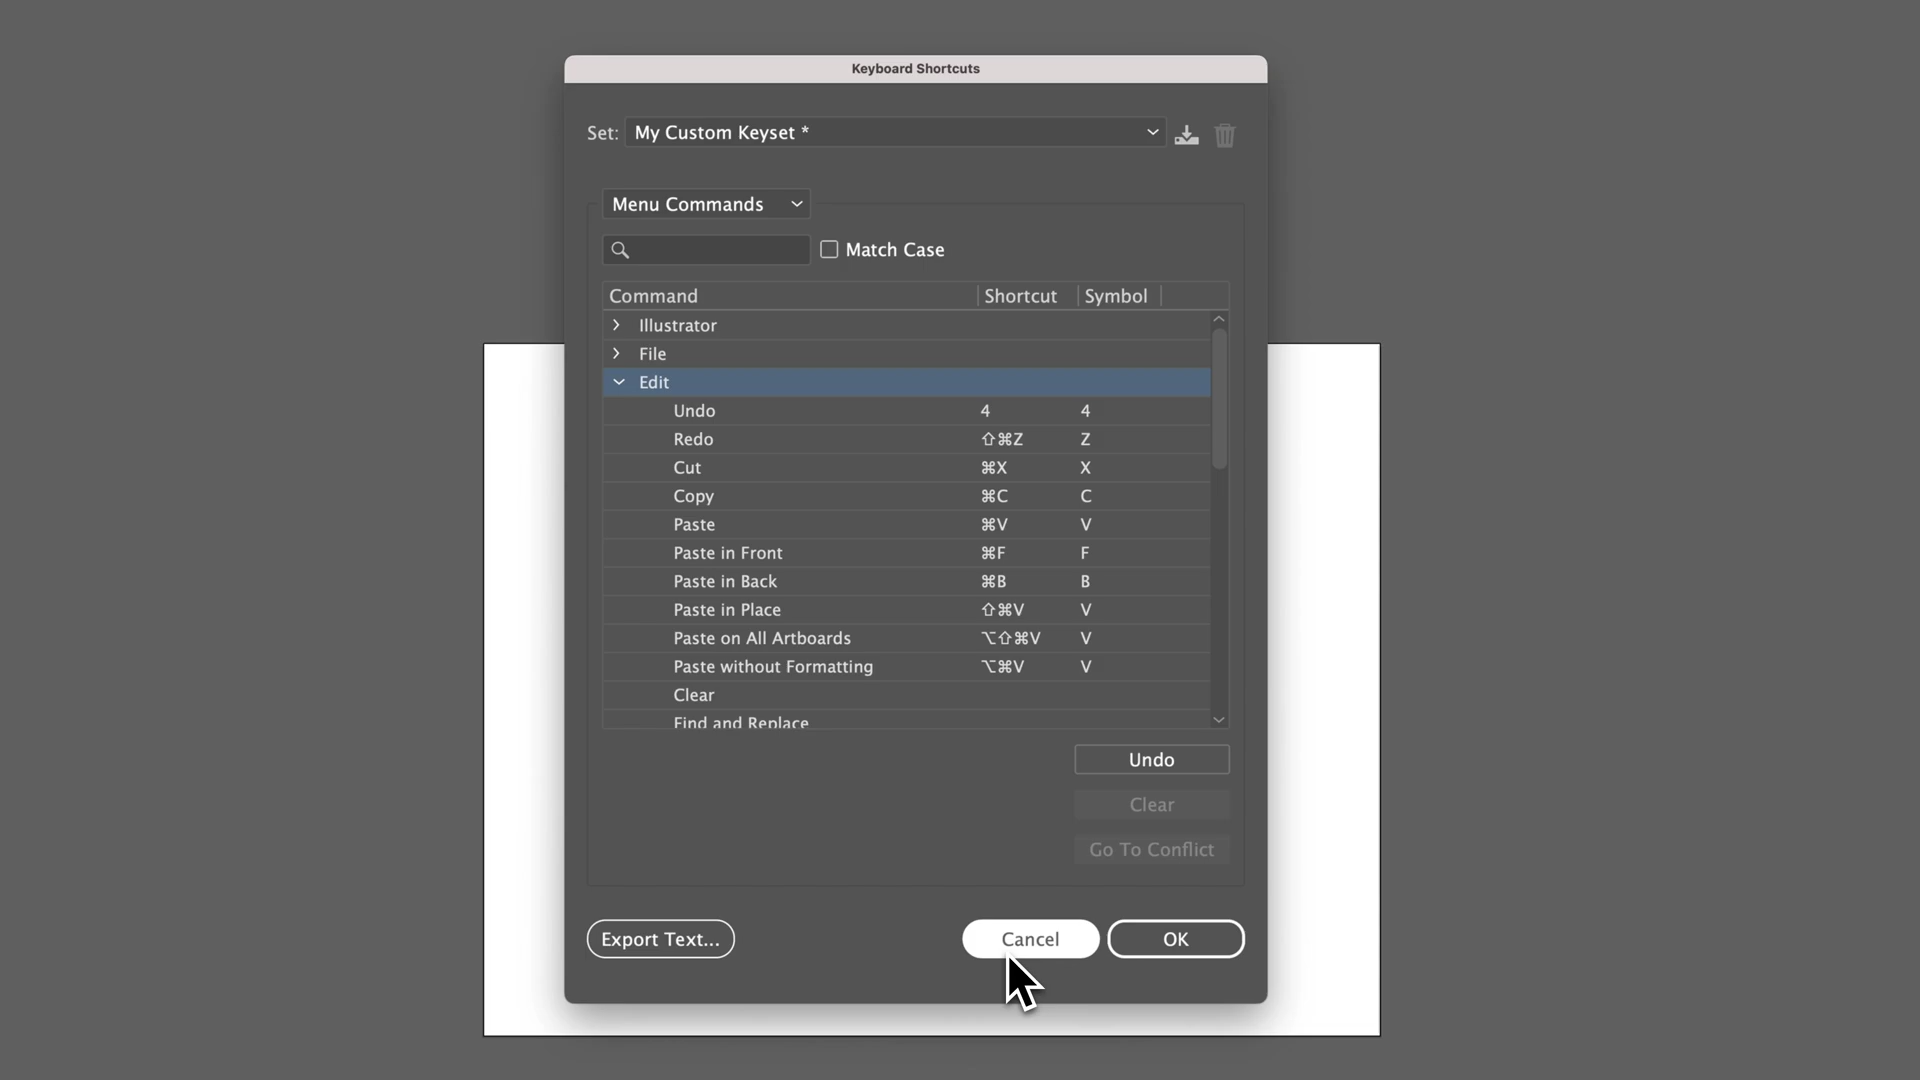 Keyboard Shortcuts
Set: My Custom Keyset *
Menu Commands
Match Case
Command Shortcut Symbol
Illustrator
File
Edit
Undo 4 4
Redo ⇧⌘Z Z
Cut ⌘X X
Copy ⌘C C
Paste ⌘V V
Paste in Front ⌘F F
Paste in Back ⌘B B
Paste in Place ⇧⌘V V
Paste on All Artboards ⌥⇧⌘V V
Paste without Formatting ⌥⌘V V
Clear
Find and Replace
Undo
Clear
Go To Conflict
Export Text... Cancel OK